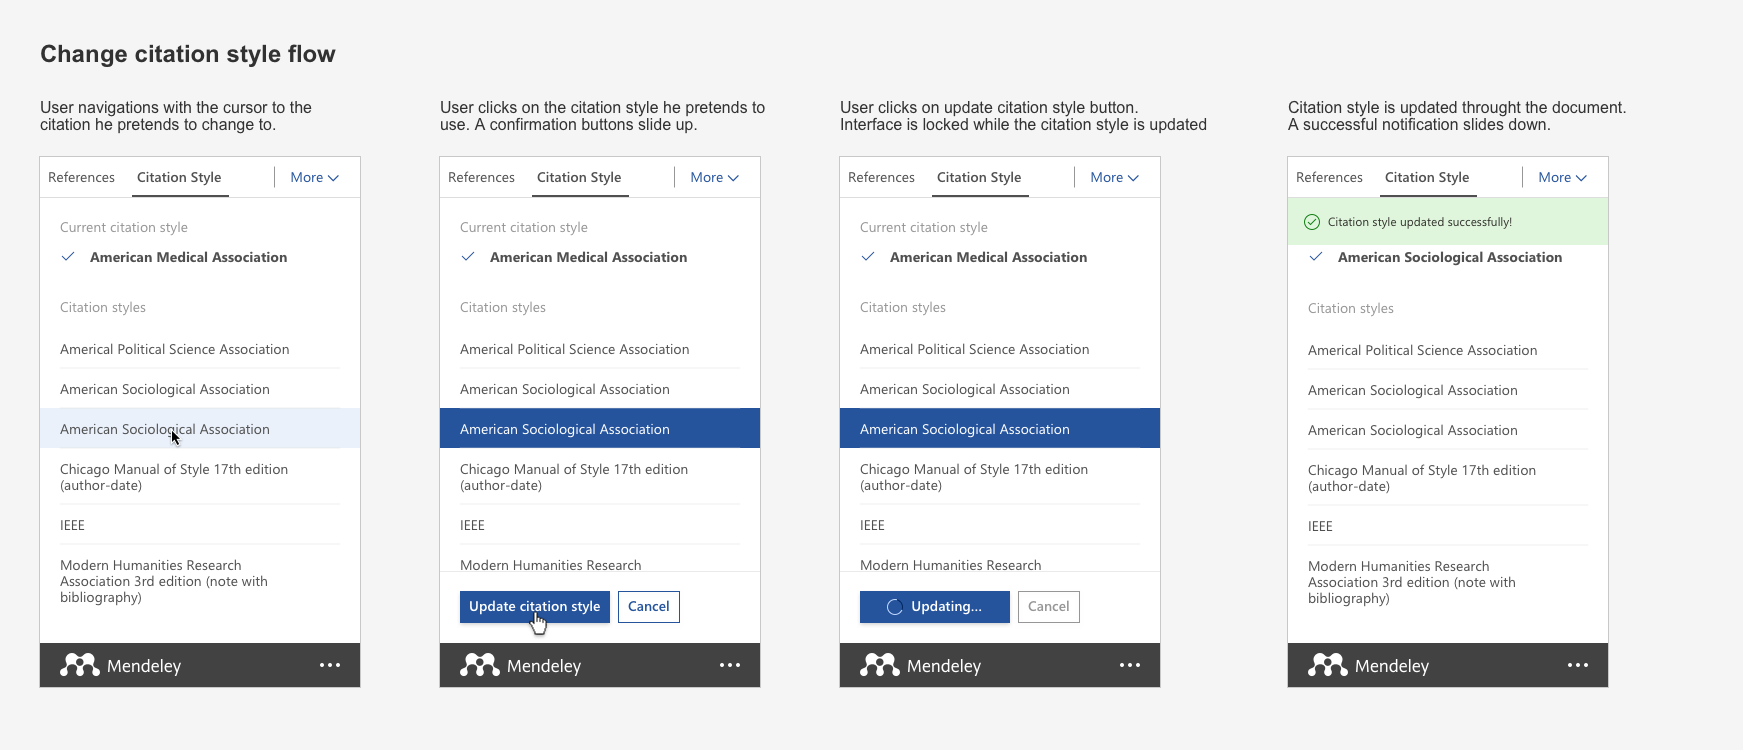 Change citation style flow
User navigations with the cursor to the
citation he pretends to change to.
References Citation Style More
Current citation style
American Medical Association
Citation styles
Americal Political Science Association
American Sociological Association
American Sociological Association
Chicago Manual of Style 17th edition
(author-date)
IEEE
Modern Humanities Research
Association 3rd edition (note with
bibliography)
Mendeley
User clicks on the citation style he pretends to
use. A confirmation buttons slide up.
References Citation Style More
Current citation style
American Medical Association
Citation styles
Americal Political Science Association
American Sociological Association
American Sociological Association
Chicago Manual of Style 17th edition
(author-date)
IEEE
Modern Humanities Research
Update citation style Cancel
Mendeley
User clicks on update citation style button.
Interface is locked while the citation style is updated
References Citation Style More
Current citation style
American Medical Association
Citation styles
Americal Political Science Association
American Sociological Association
American Sociological Association
Chicago Manual of Style 17th edition
(author-date)
IEEE
Modern Humanities Research
Updating... Cancel
Mendeley
Citation style is updated throught the document.
A successful notification slides down.
References Citation Style More
Citation style updated successfully!
American Sociological Association
Citation styles
Americal Political Science Association
American Sociological Association
American Sociological Association
Chicago Manual of Style 17th edition
(author-date)
IEEE
Modern Humanities Research
Association 3rd edition (note with
bibliography)
Mendeley